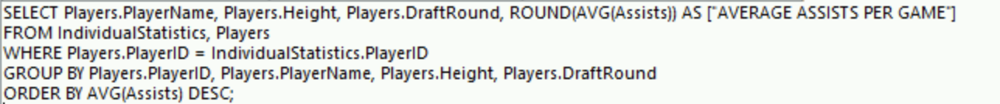 SELECT Players.PlayerName, Players.Height, Players.DraftRound, ROUND(AVG(Assists)) AS ["AVERAGE ASSISTS PER GAME"]
FROM IndividualStatistics, Players
WHERE Players.PlayerID = IndividualStatistics.PlayerID
GROUP BY Players.PlayerID, Players.PlayerName, Players.Height, Players.DraftRound
ORDER BY AVG(Assists) DESC;